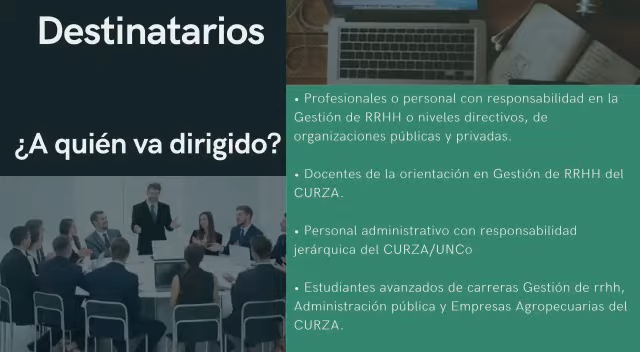 Destinatarios
¿A quién va dirigido?
• Profesionales o personal con responsabilidad en la
Gestión de RRHH o niveles directivos, de
organizaciones públicas y privadas.
• Docentes de la orientación en Gestión de RRHH del
CURZA.
• Personal administrativo con responsabilidad
jerárquica del CURZA/UNCo
• Estudiantes avanzados de carreras Gestión de rrhh,
Administración pública y Empresas Agropecuarias del
CURZA.